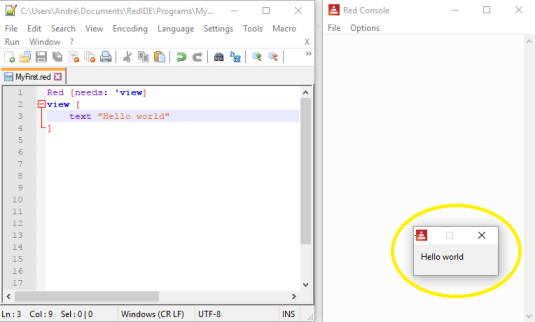 C:\Users\André\Documents\RedIDE\Programs\My...
File Edit Search View Encoding Language Settings Tools Macro
Run Window ? X
»
MyFirst.red
1 Red [needs: 'view]
2 view [
3 text "Hello world"
4 ]
5
6
7
8
9
10
11
12
13
14
15
16
17
Ln : 3 Col : 9 Sel : 0 | 0 Windows (CR LF) UTF-8 INS
Red Console
File Options
Hello world